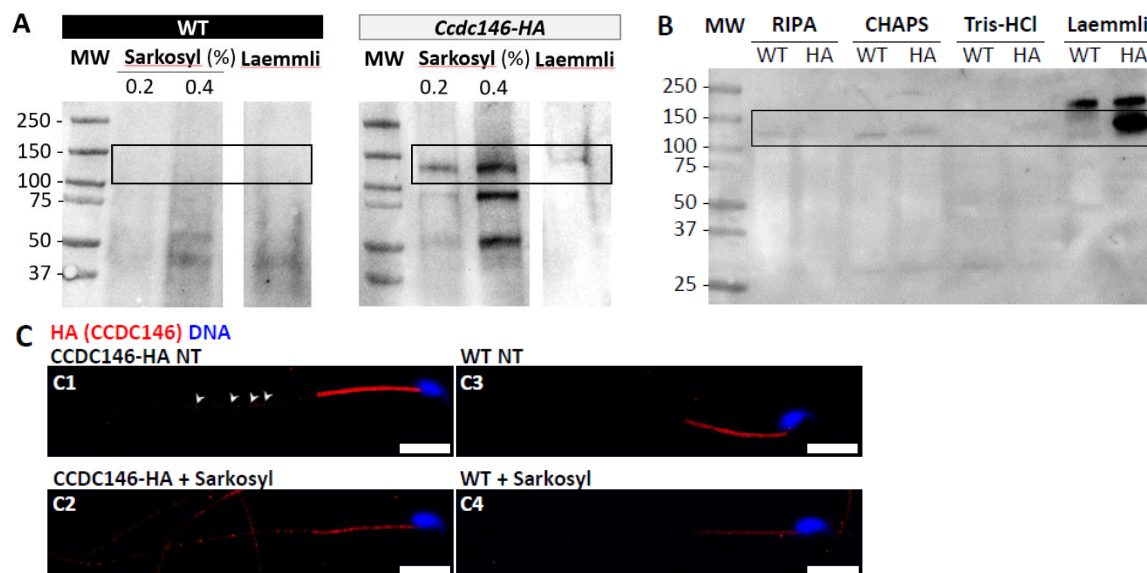 A
WT
Ccdc146-HA
MW Sarkosyl (%) Laemmli
0.2 0.4
MW Sarkosyl (%) Laemmli
0.2 0.4
250 -
150 -
100 -
75 -
50 -
37 -
B
MW RIPA CHAPS Tris-HCl Laemmli
WT HA WT HA WT HA WT HA
250 -
150 -
100 -
75 -
50 -
37 -
25 -
C HA (CCDC146) DNA
CCDC146-HA NT WT NT
C1 C3
CCDC146-HA + Sarkosyl WT + Sarkosyl
C2 C4